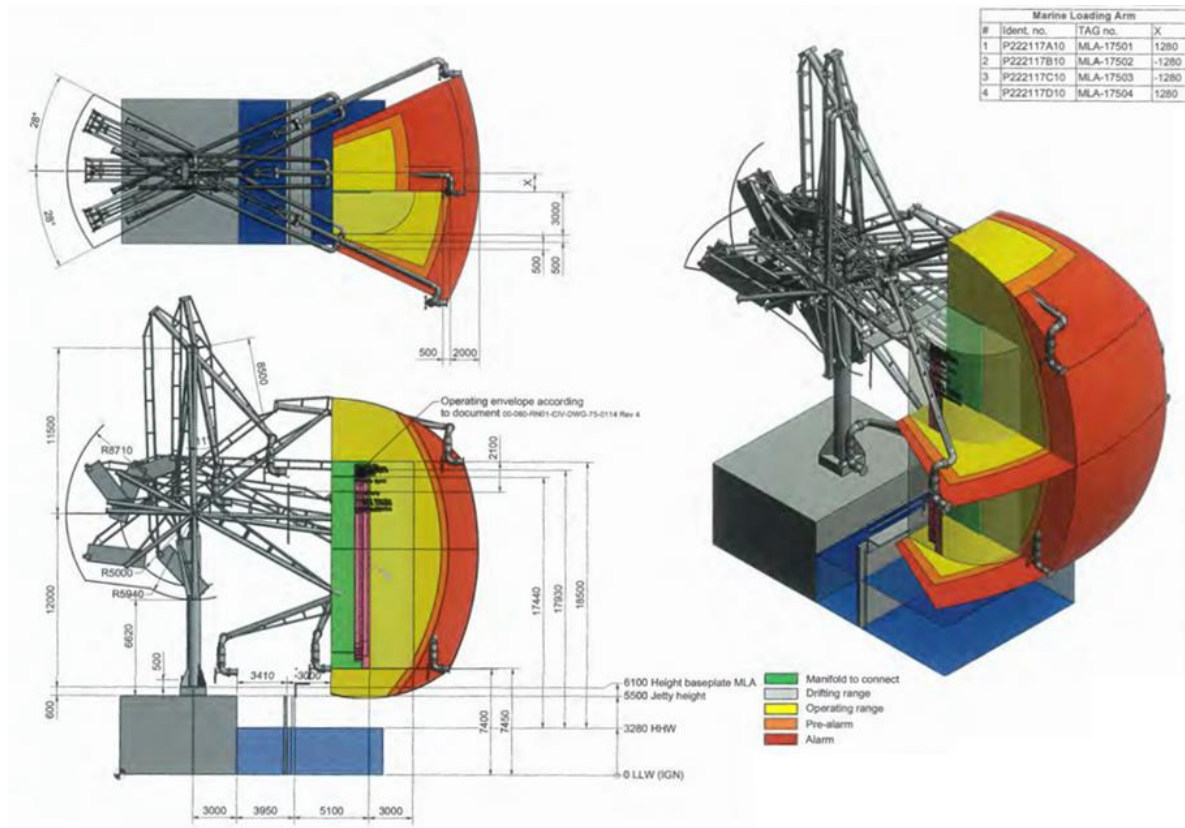 Marine Loading Arm
# Ident. no. TAG no. X
1 P222117A10 MLA-17501 1280
2 P222117B10 MLA-17502 -1280
3 P222117C10 MLA-17503 -1280
4 P222117D10 MLA-17504 1280
28°
28°
X
3000
500
500
500 2000
8500
Operating envelope according
to document 00-060-RN01-CIV-DWG-75-0114 Rev 4
11500
R8710
2100
R5000
R5940
12000
6620
500
600
17440
17930
18500
3410 -3000
7400
7450
6100 Height baseplate MLA
5500 Jetty height
3280 HHW
0 LLW (IGN)
3000 3950 5100 3000
Manifold to connect
Drifting range
Operating range
Pre-alarm
Alarm